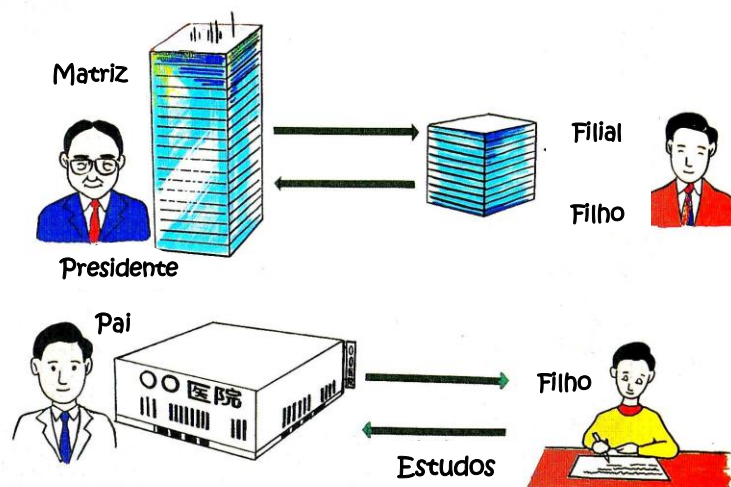 Matriz
Filial
Filho
Presidente
Pai
○○医院
Filho
Estudos